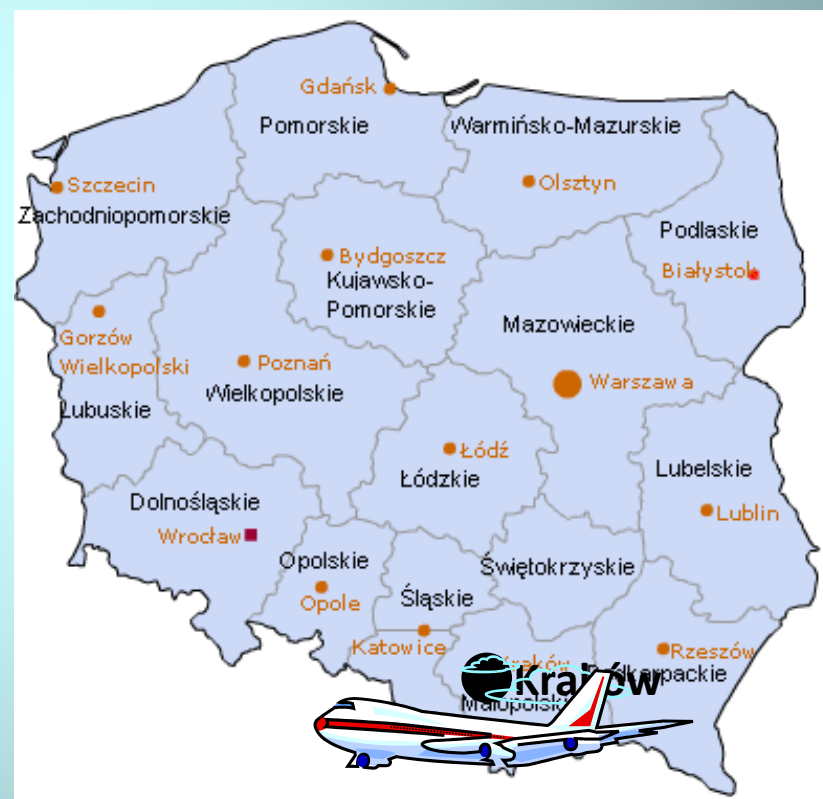 Gdańsk
Pomorskie
Warmińsko-Mazurskie
Szczecin
Olsztyn
Zachodniopomorskie
Podlaskie
Bydgoszcz
Białystok
Kujawsko-
Pomorskie
Mazowieckie
Gorzów
Wielkopolski
Poznań
Warszawa
Wielkopolskie
Lubuskie
Łódź
Lubelskie
Łódzkie
Dolnośląskie
Lublin
Wrocław
Opolskie
Świętokrzyskie
Śląskie
Opole
Katowice
Rzeszów
Kraków
Kraków